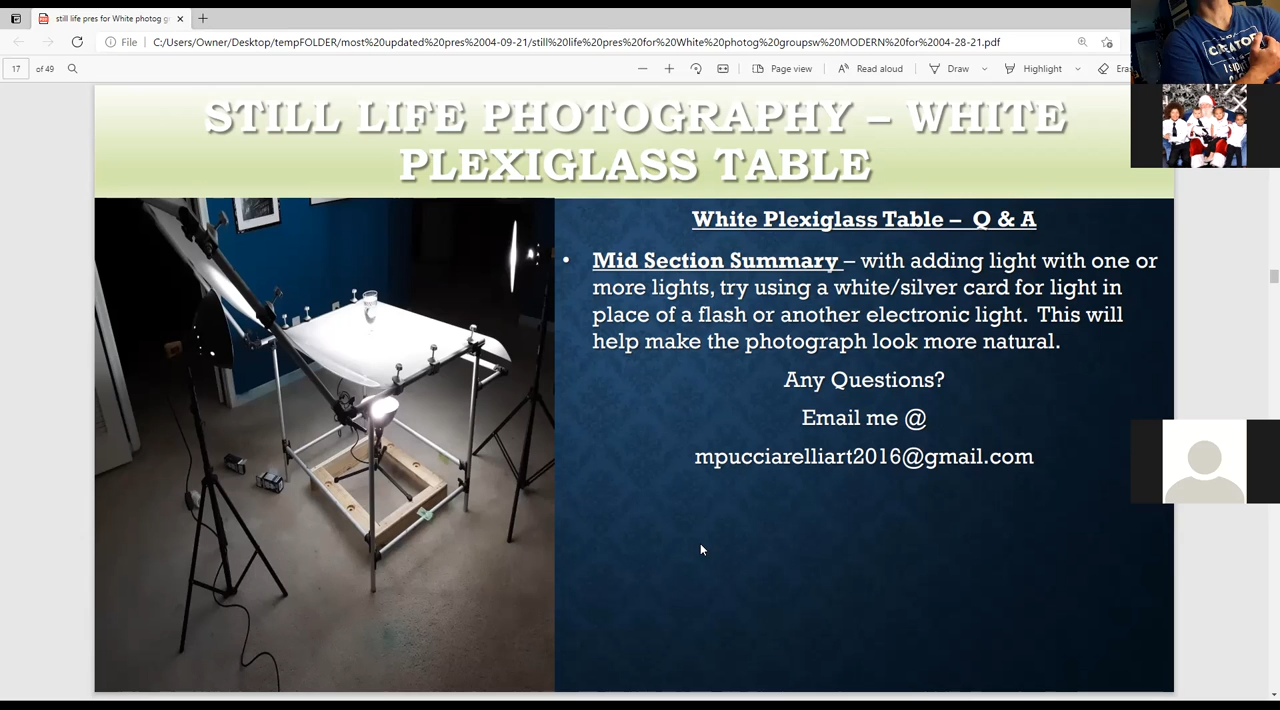 still life pres for White photog g
File
C:/Users/Owner/Desktop/tempFOLDER/most%20updated%20pres%2004-09-21/still%20life%20pres%20for%20White%20photog%20groupsw%20MODERN%20for%2004-28-21.pdf
17 of 49
Page view
Read aloud
Draw
Highlight
CREATOR
STILL LIFE PHOTOGRAPHY – WHITE
PLEXIGLASS TABLE
White Plexiglass Table – Q & A
• Mid Section Summary – with adding light with one or
more lights, try using a white/silver card for light in
place of a flash or another electronic light. This will
help make the photograph look more natural.
Any Questions?
Email me @
mpucciarelliart2016@gmail.com